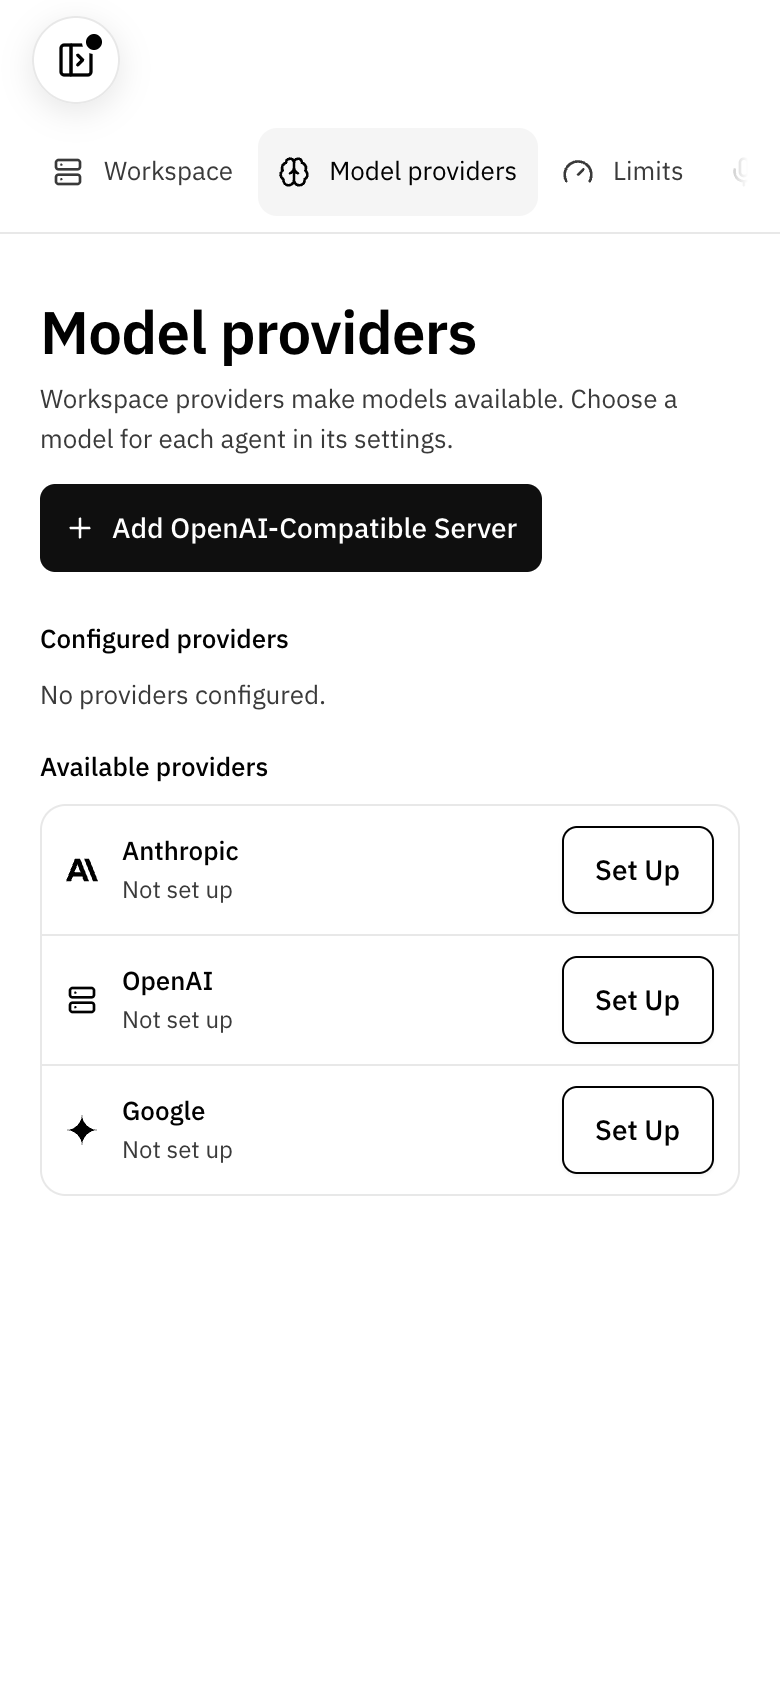 Workspace
Model providers
Limits
Model providers
Workspace providers make models available. Choose a
model for each agent in its settings.
Add OpenAI-Compatible Server
Configured providers
No providers configured.
Available providers
Anthropic
Not set up
Set Up
OpenAI
Not set up
Set Up
Google
Not set up
Set Up